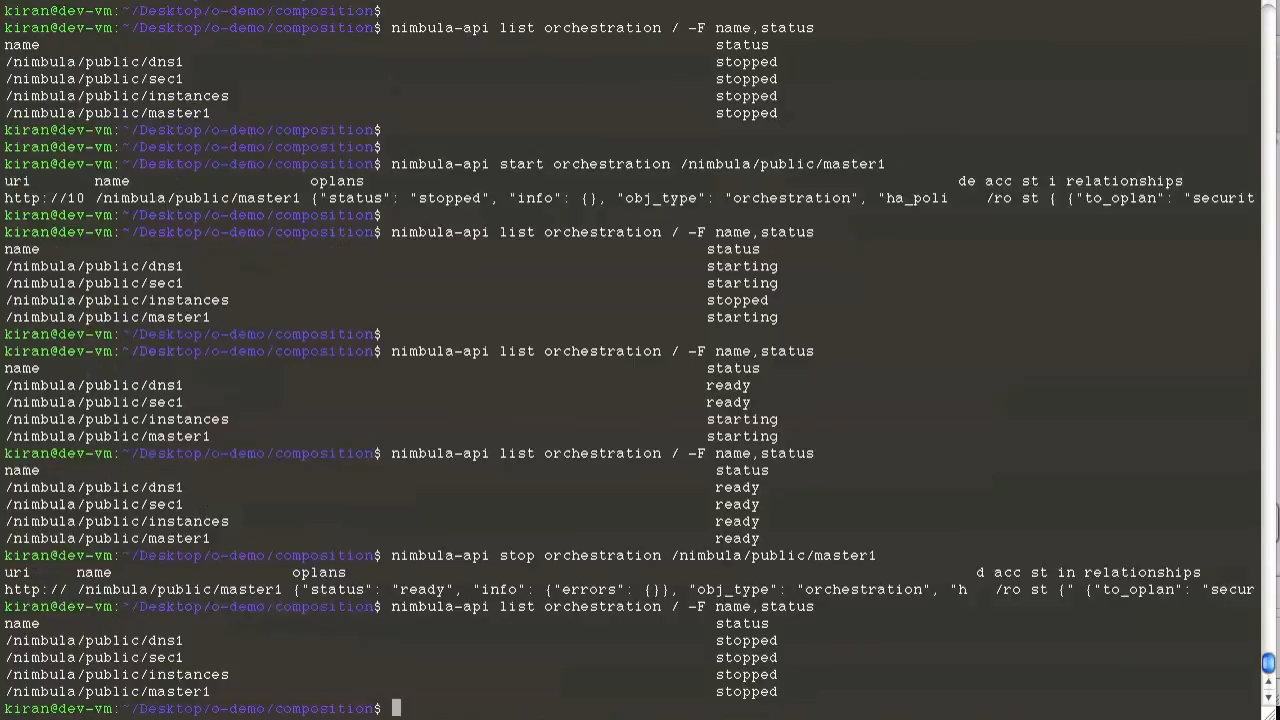 kiran@dev-vm:~/Desktop/o-demo/composition$
kiran@dev-vm:~/Desktop/o-demo/composition$ nimbula-api list orchestration / -F name,status
name status
/nimbula/public/dns1 stopped
/nimbula/public/sec1 stopped
/nimbula/public/instances stopped
/nimbula/public/master1 stopped
kiran@dev-vm:~/Desktop/o-demo/composition$
kiran@dev-vm:~/Desktop/o-demo/composition$
kiran@dev-vm:~/Desktop/o-demo/composition$ nimbula-api start orchestration /nimbula/public/master1
uri name oplans de acc st i relationships
http://10 /nimbula/public/master1 {"status": "stopped", "info": {}, "obj_type": "orchestration", "ha_poli /ro st { {"to_oplan": "securit
kiran@dev-vm:~/Desktop/o-demo/composition$
kiran@dev-vm:~/Desktop/o-demo/composition$ nimbula-api list orchestration / -F name,status
name status
/nimbula/public/dns1 starting
/nimbula/public/sec1 starting
/nimbula/public/instances stopped
/nimbula/public/master1 starting
kiran@dev-vm:~/Desktop/o-demo/composition$
kiran@dev-vm:~/Desktop/o-demo/composition$ nimbula-api list orchestration / -F name,status
name status
/nimbula/public/dns1 ready
/nimbula/public/sec1 ready
/nimbula/public/instances starting
/nimbula/public/master1 starting
kiran@dev-vm:~/Desktop/o-demo/composition$ nimbula-api list orchestration / -F name,status
name status
/nimbula/public/dns1 ready
/nimbula/public/sec1 ready
/nimbula/public/instances ready
/nimbula/public/master1 ready
kiran@dev-vm:~/Desktop/o-demo/composition$ nimbula-api stop orchestration /nimbula/public/master1
uri name oplans d acc st in relationships
http:// /nimbula/public/master1 {"status": "ready", "info": {"errors": {}}, "obj_type": "orchestration", "h /ro st {" {"to_oplan": "secur
kiran@dev-vm:~/Desktop/o-demo/composition$ nimbula-api list orchestration / -F name,status
name status
/nimbula/public/dns1 stopped
/nimbula/public/sec1 stopped
/nimbula/public/instances stopped
/nimbula/public/master1 stopped
kiran@dev-vm:~/Desktop/o-demo/composition$